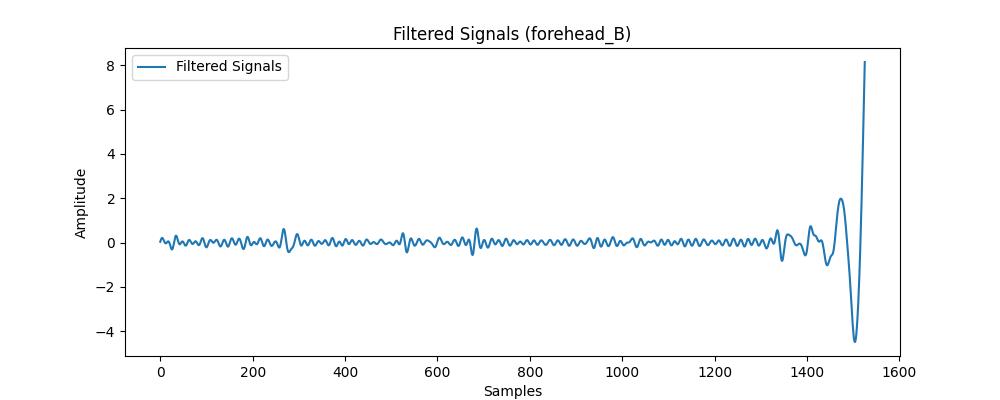 Filtered Signals (forehead_B)
Filtered Signals
8
6
4
2
0
−2
−4
Amplitude
0 200 400 600 800 1000 1200 1400 1600
Samples